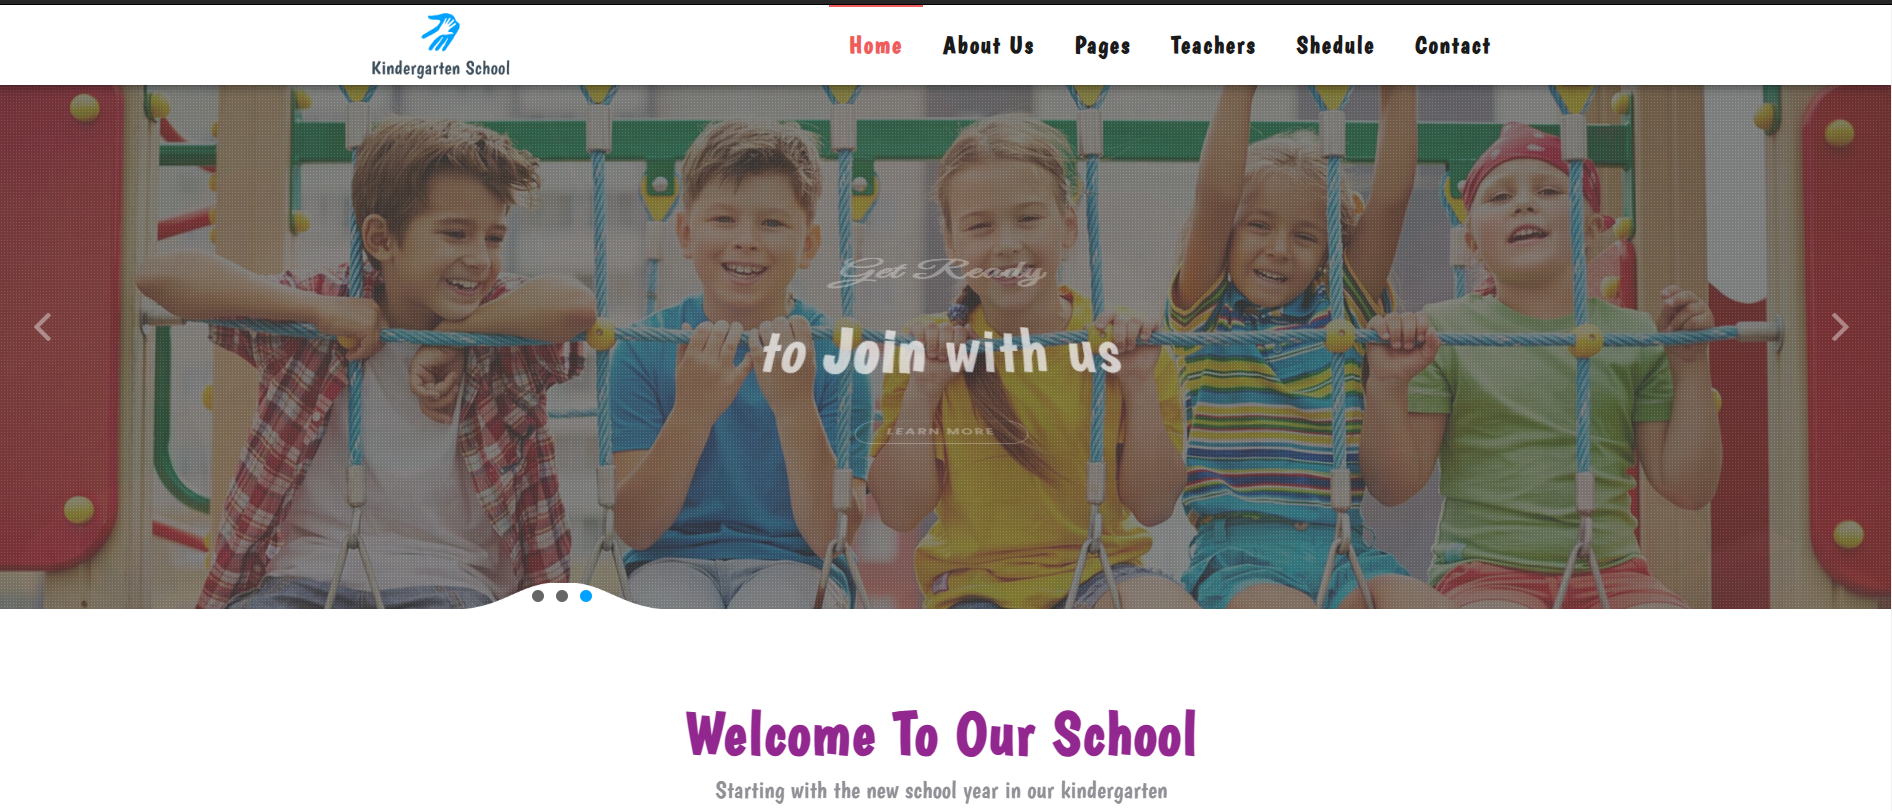 Kindergarten School
Home About Us Pages Teachers Shedule Contact
Get Ready
to Join with us
LEARN MORE
Welcome To Our School
Starting with the new school year in our kindergarten